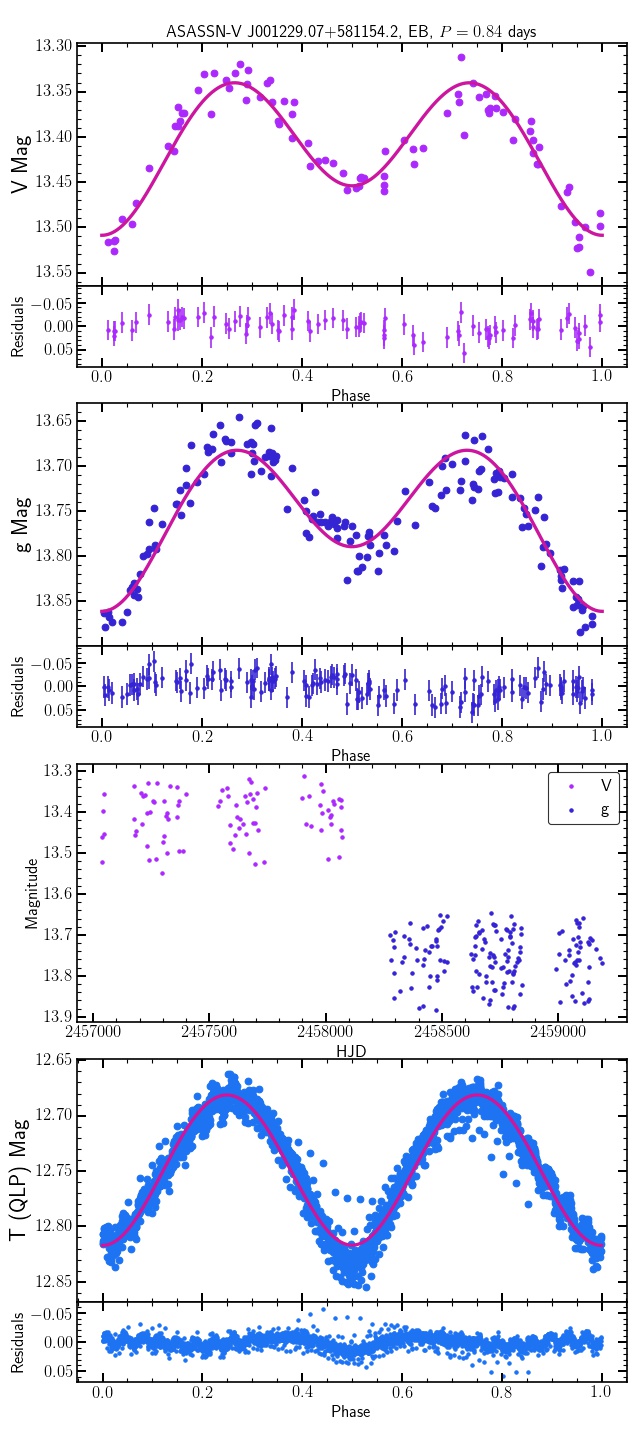 ASASSN-V J001229.07+581154.2, EB, P = 0.84 days
13.30
13.35
13.40
13.45
13.50
13.55
V Mag
−0.05
0.00
0.05
Residuals
0.0 0.2 0.4 0.6 0.8 1.0
Phase
13.65
13.70
13.75
13.80
13.85
g Mag
−0.05
0.00
0.05
Residuals
0.0 0.2 0.4 0.6 0.8 1.0
Phase
13.3
13.4
13.5
13.6
13.7
13.8
13.9
Magnitude
V
g
2457000 2457500 2458000 2458500 2459000
HJD
12.65
12.70
12.75
12.80
12.85
T (QLP) Mag
−0.05
0.00
0.05
Residuals
0.0 0.2 0.4 0.6 0.8 1.0
Phase